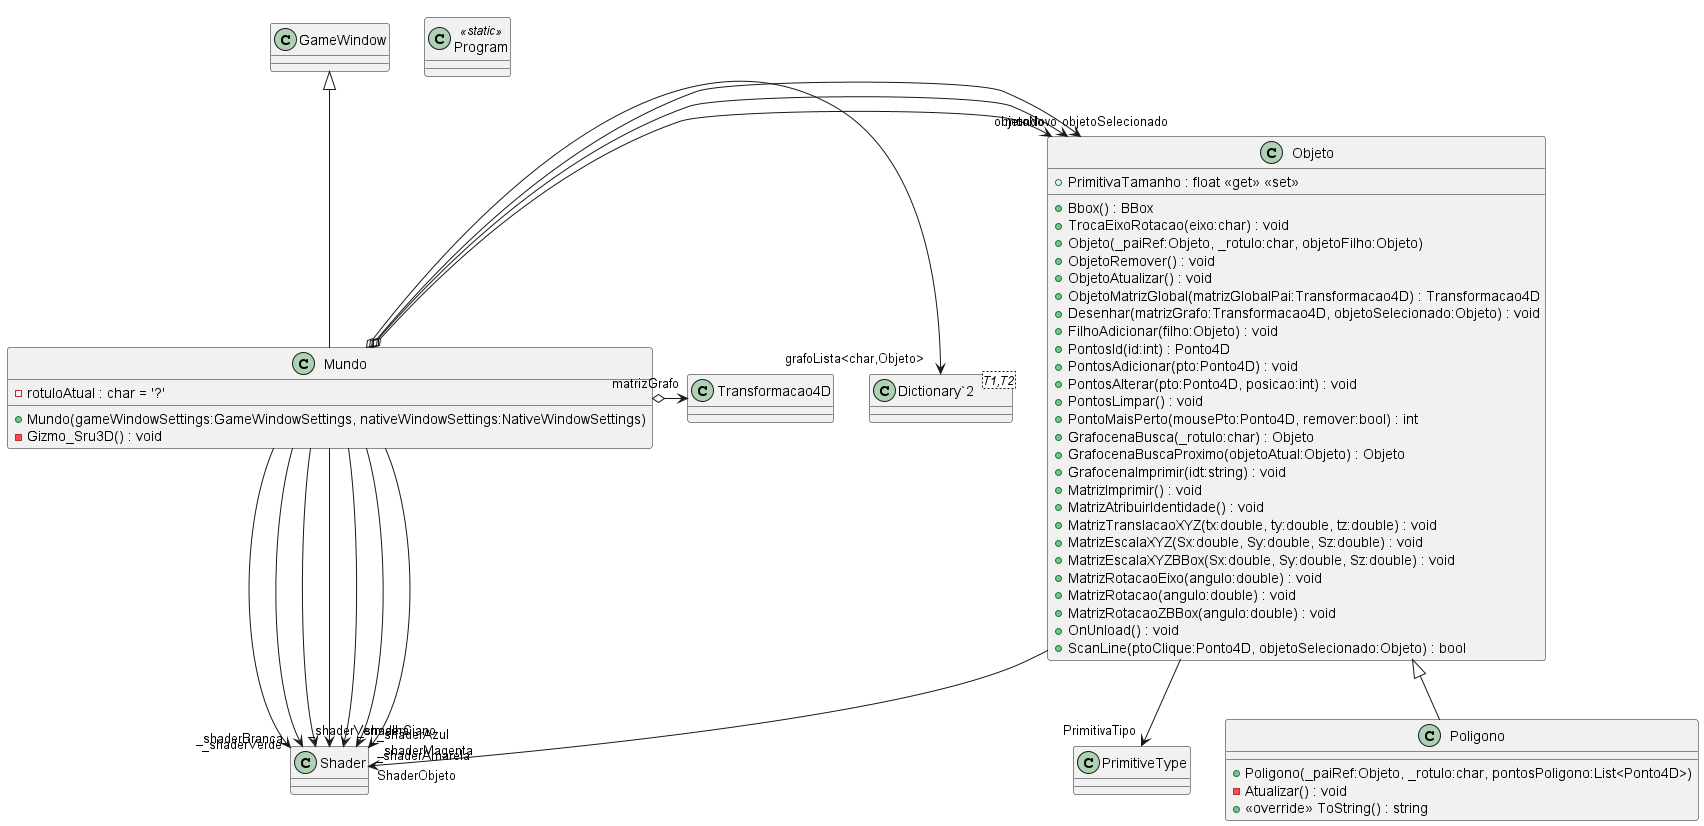 GameWindow
«static»
Program
objetoNovo
objetoSelecionado
Objeto
PrimitivaTamanho : float «get» «set»
Bbox() : BBox
TrocaEixoRotacao(eixo:char) : void
Objeto(_paiRef:Objeto, _rotulo:char, objetoFilho:Objeto)
ObjetoRemover() : void
ObjetoAtualizar() : void
ObjetoMatrizGlobal(matrizGlobalPai:Transformacao4D) : Transformacao4D
Desenhar(matrizGrafo:Transformacao4D, objetoSelecionado:Objeto) : void
FilhoAdicionar(filho:Objeto) : void
PontosId(id:int) : Ponto4D
PontosAdicionar(pto:Ponto4D) : void
PontosAlterar(pto:Ponto4D, posicao:int) : void
PontosLimpar() : void
PontoMaisPerto(mousePto:Ponto4D, remover:bool) : int
GrafocenaBusca(_rotulo:char) : Objeto
GrafocenaBuscaProximo(objetoAtual:Objeto) : Objeto
GrafocenaImprimir(idt:string) : void
MatrizImprimir() : void
MatrizAtribuirIdentidade() : void
MatrizTranslacaoXYZ(tx:double, ty:double, tz:double) : void
MatrizEscalaXYZ(Sx:double, Sy:double, Sz:double) : void
MatrizEscalaXYZBBox(Sx:double, Sy:double, Sz:double) : void
MatrizRotacaoEixo(angulo:double) : void
MatrizRotacao(angulo:double) : void
MatrizRotacaoZBBox(angulo:double) : void
OnUnload() : void
ScanLine(ptoClique:Ponto4D, objetoSelecionado:Objeto) : bool
Mundo
rotuloAtual : char = '?'
Mundo(gameWindowSettings:GameWindowSettings, nativeWindowSettings:NativeWindowSettings)
Gizmo_Sru3D() : void
matrizGrafo
Transformacao4D
grafoLista<char,Objeto>
Dictionary`2
T1,T2
_shaderBranca
_shaderVerde
_shaderCiano
_shaderAzul
_shaderMagenta
_shaderAmarela
ShaderObjeto
Shader
PrimitivaTipo
PrimitiveType
Poligono
Poligono(_paiRef:Objeto, _rotulo:char, pontosPoligono:List<Ponto4D>)
Atualizar() : void
«override» ToString() : string